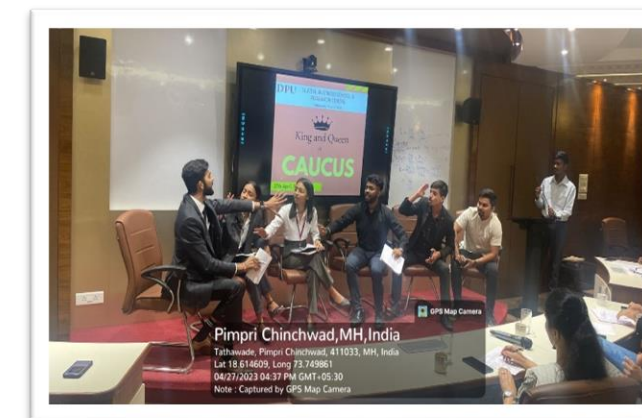 DPU
King and Queen
CAUCUS
GPS Map Camera
Pimpri Chinchwad,MH,India
Tathawade, Pimpri Chinchwad, 411033, MH, India
Lat 18.614609, Long 73.749861
04/27/2023 04:37 PM GMT+05:30
Note : Captured by GPS Map Camera